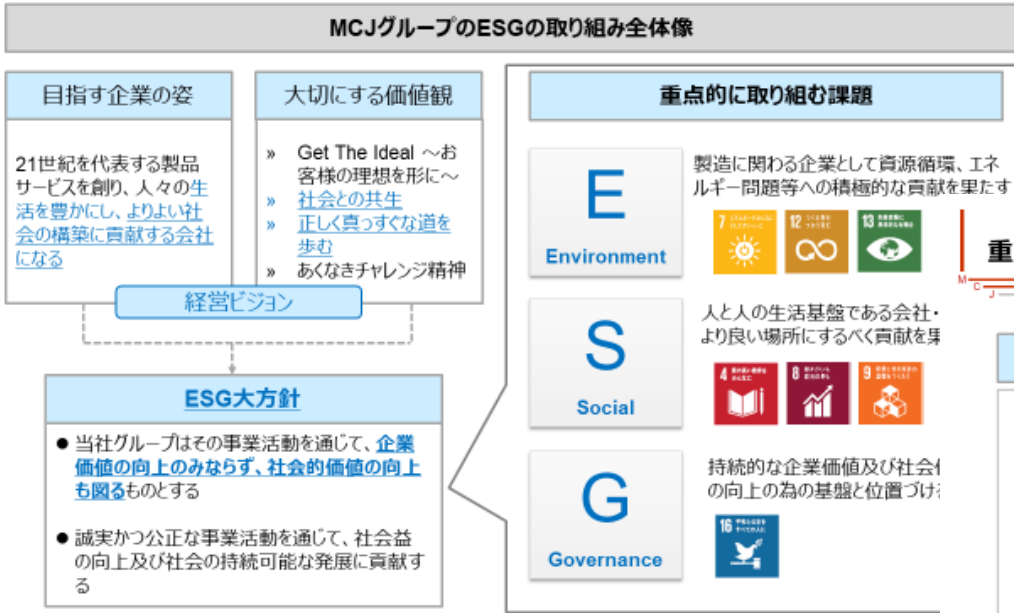 MCJグループのESGの取り組み全体像
目指す企業の姿
21世紀を代表する製品
サービスを創り、人々の生
活を豊かにし、よりよい社
会の構築に貢献する会社
になる
大切にする価値観
» Get The Ideal ～お
客様の理想を形に～
» 社会との共生
» 正しく真っすぐな道を
歩む
» あくなきチャレンジ精神
経営ビジョン
ESG大方針
● 当社グループはその事業活動を通じて、企業
価値の向上のみならず、社会的価値の向上
も図るものとする
● 誠実かつ公正な事業活動を通じて、社会益
の向上及び社会の持続可能な発展に貢献す
る
重点的に取り組む課題
E
Environment
製造に関わる企業として資源循環、エネ
ルギー問題等への積極的な貢献を果たす
7
12
13
S
Social
人と人の生活基盤である会社・
より良い場所にするべく貢献を果
4
8
9
G
Governance
持続的な企業価値及び社会
の向上の為の基盤と位置づけ
16
重
M
C
J